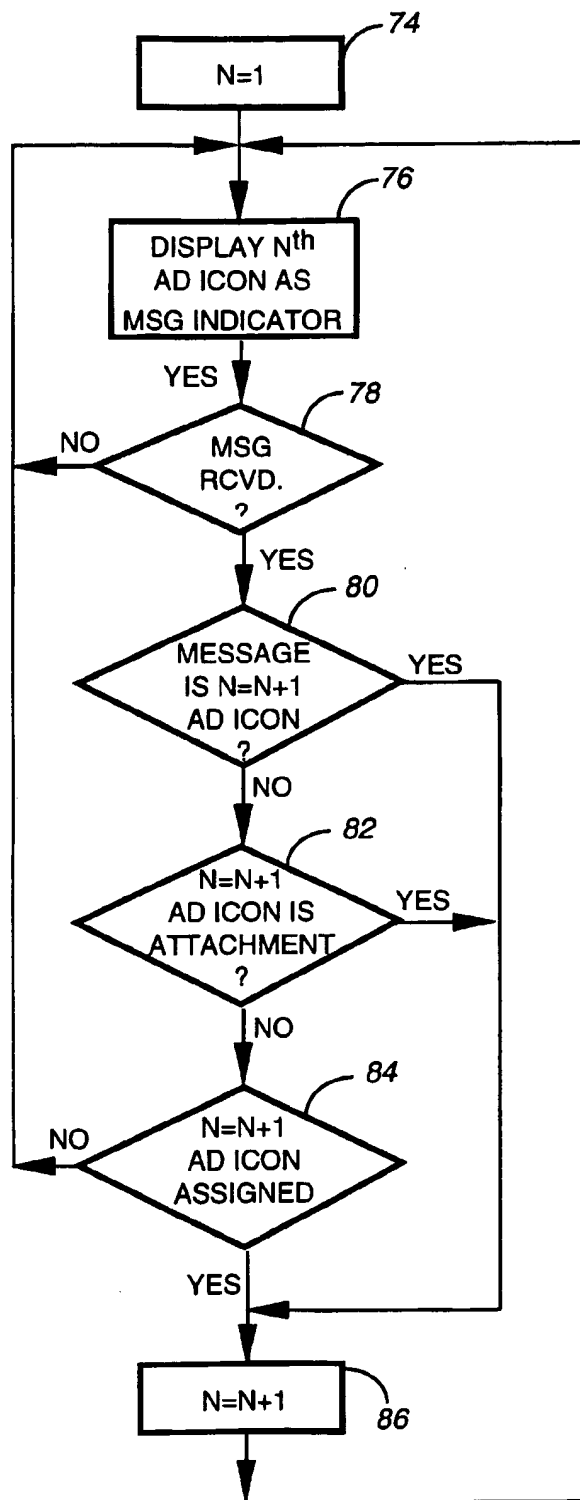 74
N=1
76
DISPLAY Nth
AD ICON AS
MSG INDICATOR
YES
78
NO
MSG
RCVD.
?
YES
80
MESSAGE
IS N=N+1
AD ICON
?
YES
NO
82
N=N+1
AD ICON IS
ATTACHMENT
?
YES
NO
84
NO
N=N+1
AD ICON
ASSIGNED
YES
N=N+1
86